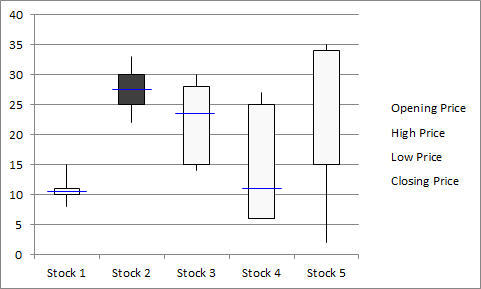 40
35
30
25
20
15
10
5
0
Stock 1 Stock 2 Stock 3 Stock 4 Stock 5
Opening Price
High Price
Low Price
Closing Price